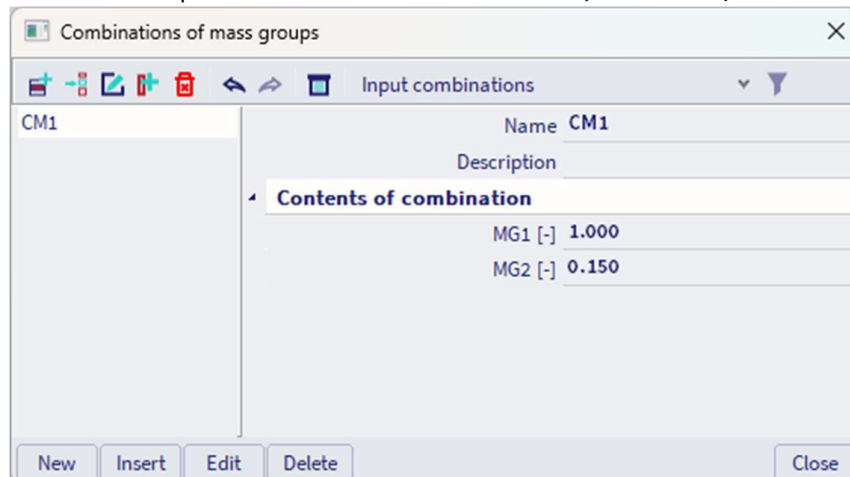 Combinations of mass groups
Input combinations
CM1
Name CM1
Description
Contents of combination
MG1 [-] 1.000
MG2 [-] 0.150
New Insert Edit Delete Close